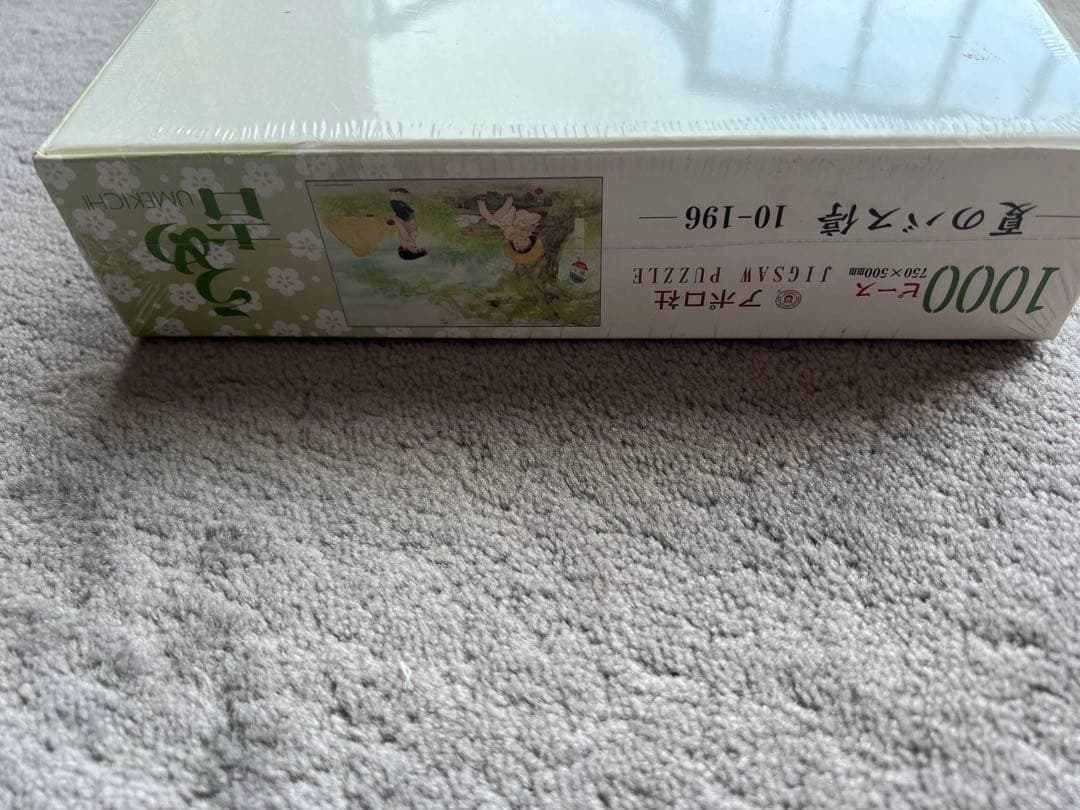 1000ピース
750×500mm
アポロ社
JIGSAW PUZZLE
夏のバス停 10-196
うめ吉
UMEKICHI